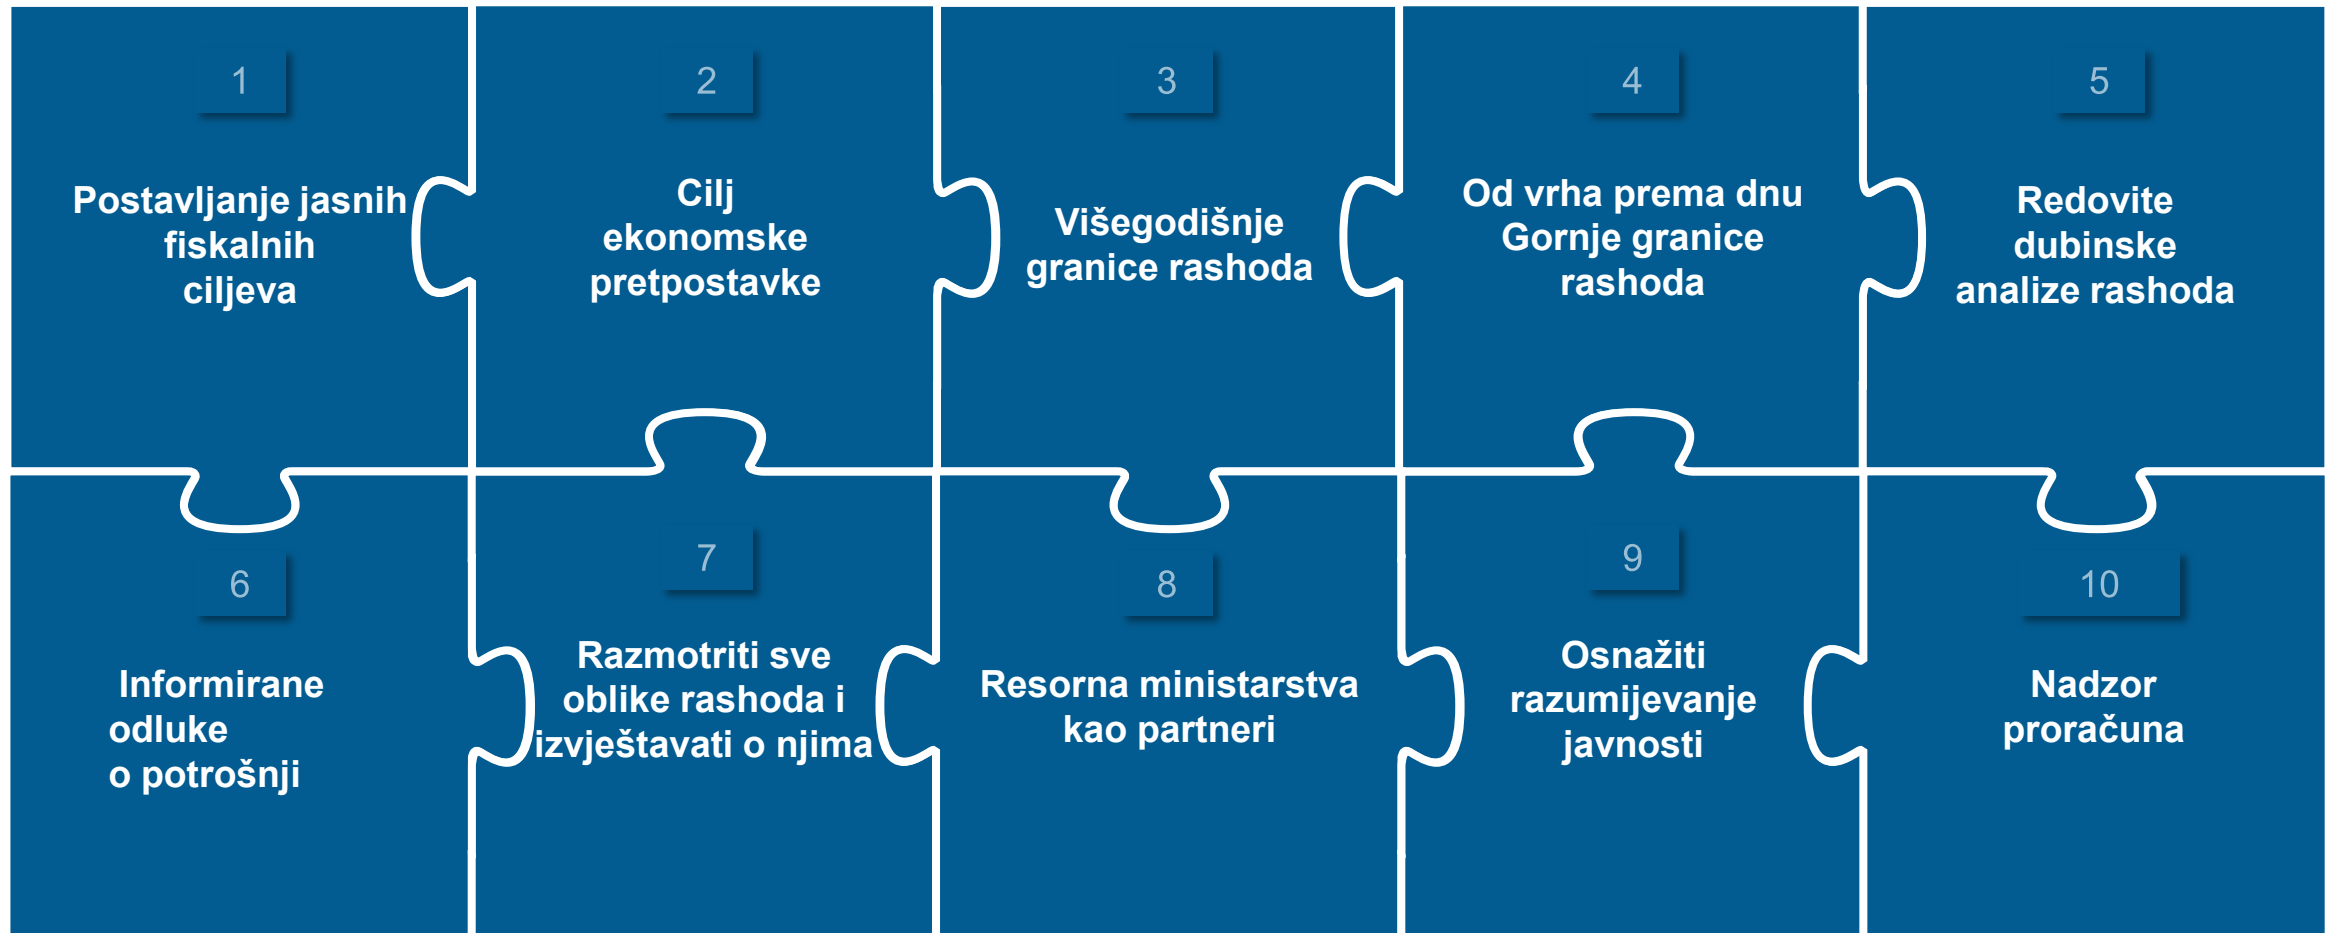 1
Postavljanje jasnih
fiskalnih
ciljeva
2
Cilj
ekonomske
pretpostavke
3
Višegodišnje
granice rashoda
4
Od vrha prema dnu
Gornje granice
rashoda
5
Redovite
dubinske
analize rashoda
6
Informirane
odluke
o potrošnji
7
Razmotriti sve
oblike rashoda i
izvještavati o njima
8
Resorna ministarstva
kao partneri
9
Osnažiti
razumijevanje
javnosti
10
Nadzor
proračuna